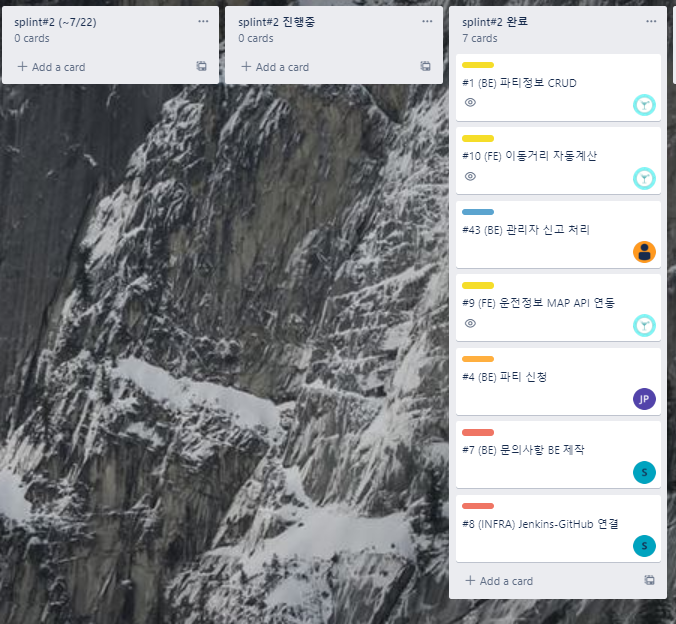 splint#2 (~7/22)
0 cards
Add a card
splint#2 진행중
0 cards
Add a card
splint#2 완료
7 cards
#1 (BE) 파티정보 CRUD
#10 (FE) 이동거리 자동계산
#43 (BE) 관리자 신고 처리
#9 (FE) 운전정보 MAP API 연동
#4 (BE) 파티 신청
JP
#7 (BE) 문의사항 BE 제작
S
#8 (INFRA) Jenkins-GitHub 연결
S
Add a card